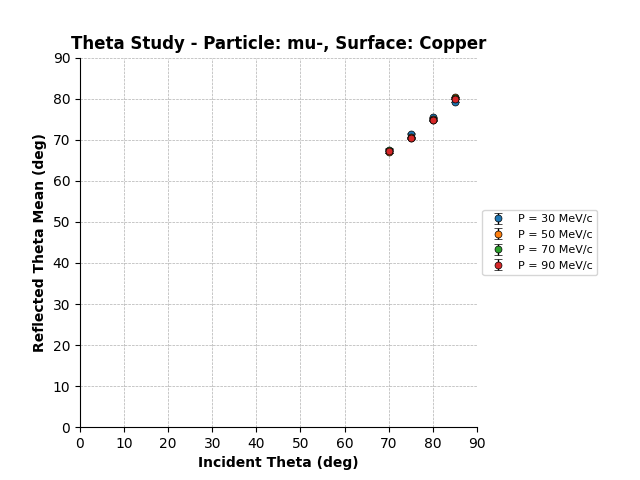 Theta Study - Particle: mu-, Surface: Copper
90
80
70
60
50
40
30
20
10
0
Reflected Theta Mean (deg)
0 10 20 30 40 50 60 70 80 90
Incident Theta (deg)
P = 30 MeV/c
P = 50 MeV/c
P = 70 MeV/c
P = 90 MeV/c